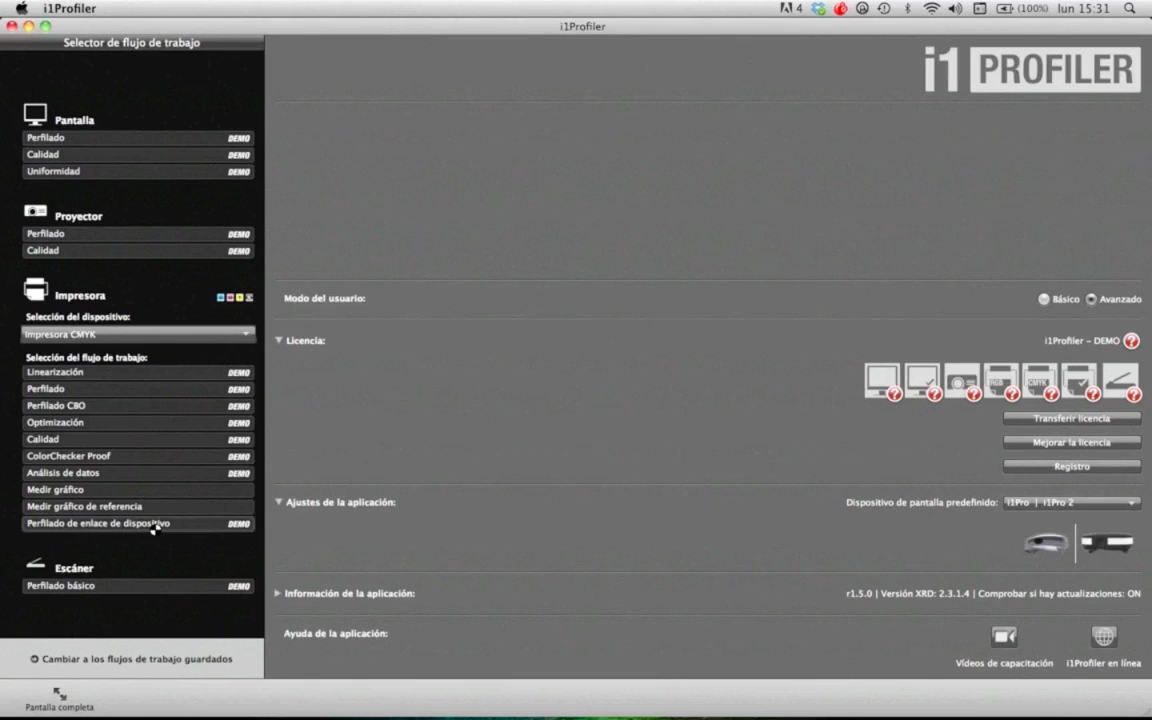 i1Profiler
4
(100%)
lun 15:31
i1Profiler
Selector de flujo de trabajo
i1 PROFILER
Pantalla
Perfilado DEMO
Calidad DEMO
Uniformidad DEMO
Proyector
Perfilado DEMO
Calidad DEMO
Impresora
Selección del dispositivo:
Impresora CMYK
Selección del flujo de trabajo:
Linearización DEMO
Perfilado DEMO
Perfilado CBO DEMO
Optimización DEMO
Calidad DEMO
ColorChecker Proof DEMO
Análisis de datos DEMO
Medir gráfico
Medir gráfico de referencia
Perfilado de enlace de dispositivo DEMO
Escáner
Perfilado básico DEMO
Cambiar a los flujos de trabajo guardados
Pantalla completa
Modo del usuario: Básico Avanzado
Licencia: i1Profiler – DEMO ?
? ? ? RGB ? CMYK ? ? ?
Transferir licencia
Mejorar la licencia
Registro
Ajustes de la aplicación: Dispositivo de pantalla predefinido: i1Pro | i1Pro 2
Información de la aplicación: r1.5.0 | Versión XRD: 2.3.1.4 | Comprobar si hay actualizaciones: ON
Ayuda de la aplicación:
Vídeos de capacitación i1Profiler en línea